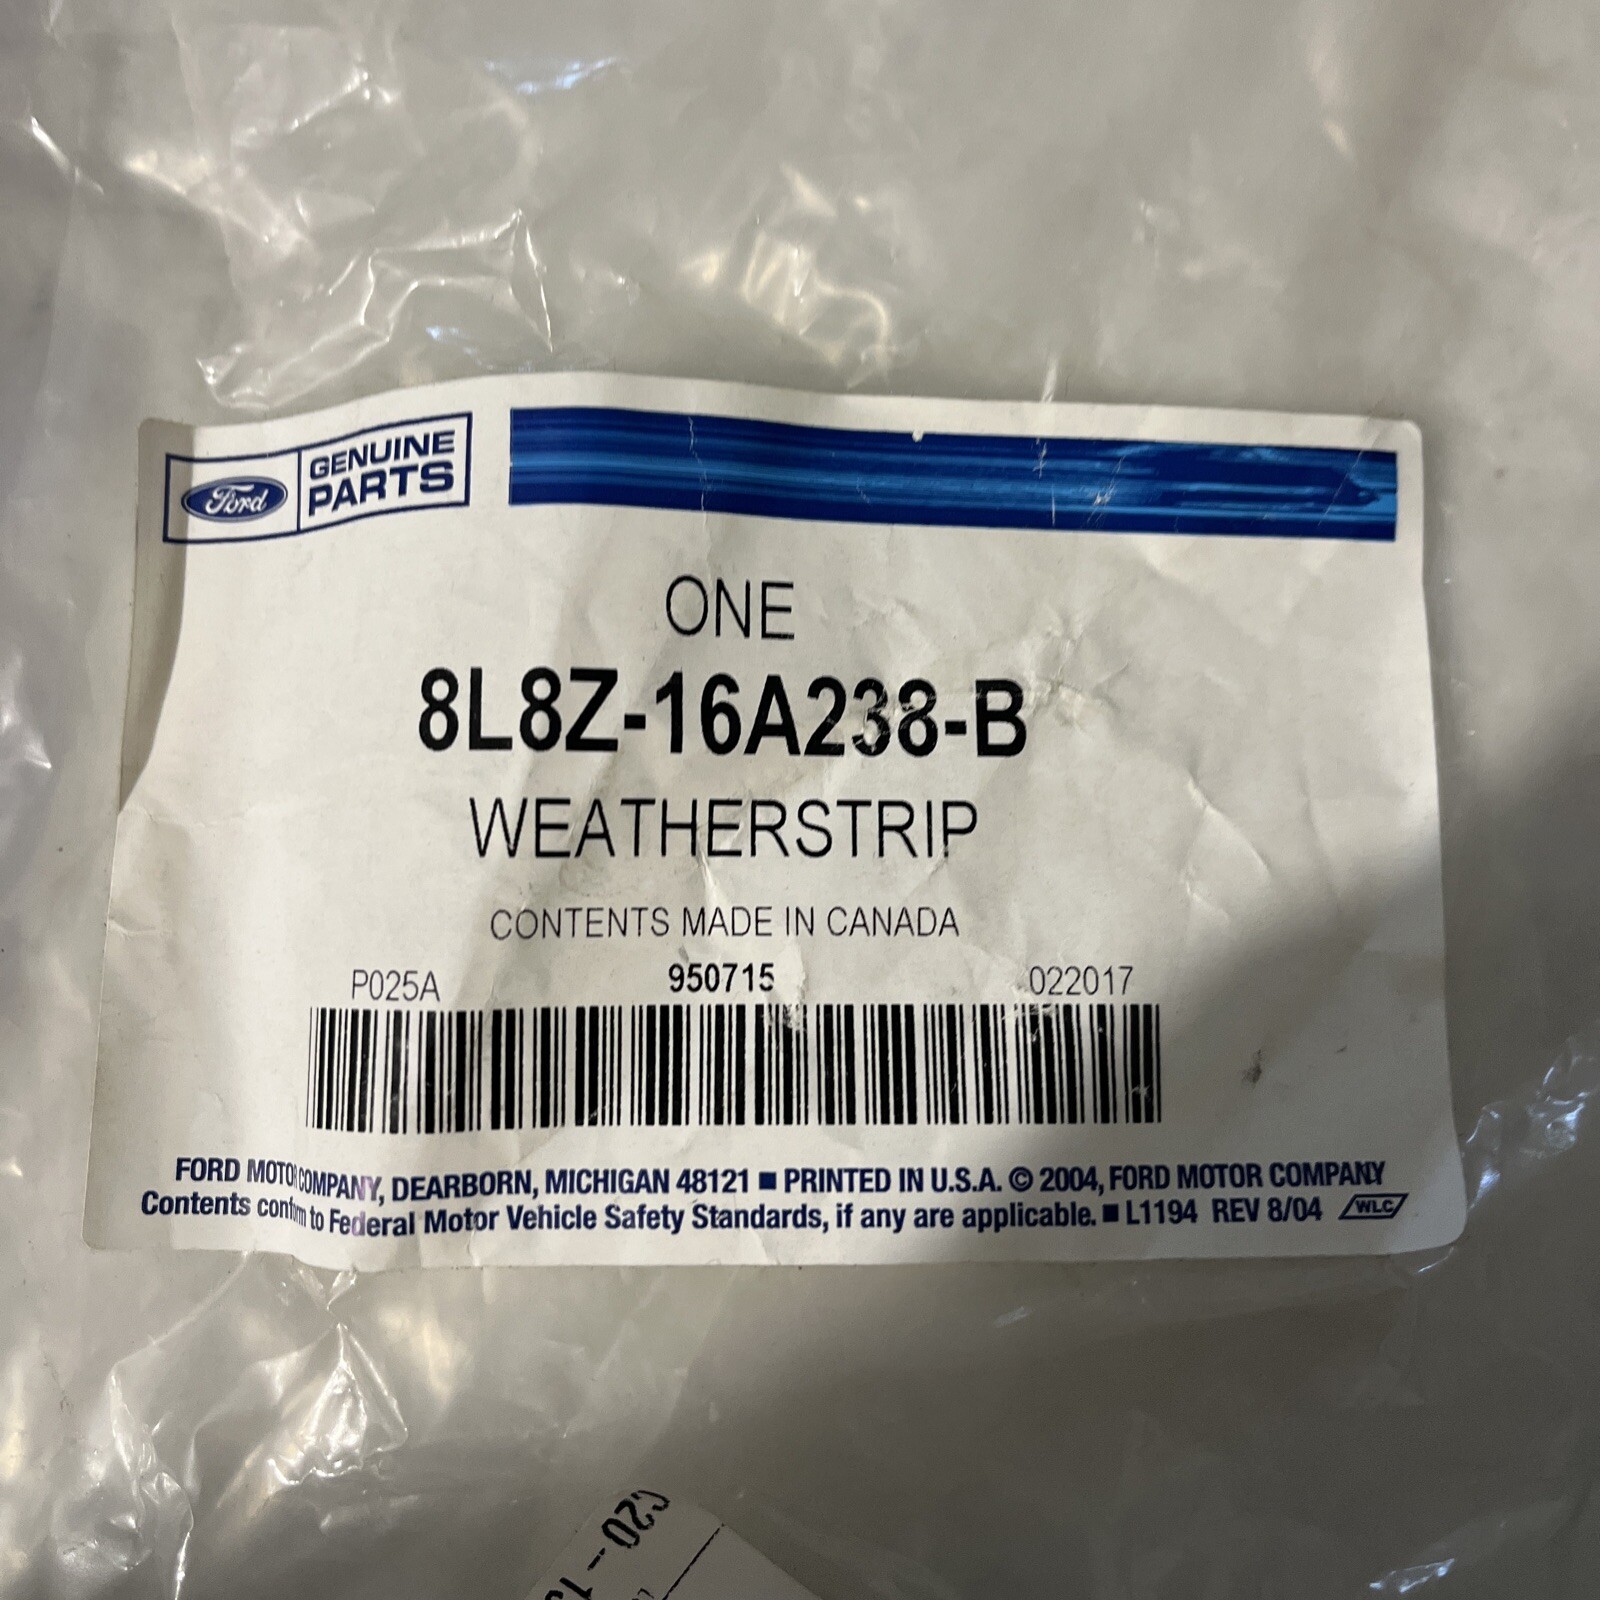 Ford GENUINE PARTS
ONE
8L8Z-16A238-B
WEATHERSTRIP
CONTENTS MADE IN CANADA
P025A 950715 022017
FORD MOTOR COMPANY, DEARBORN, MICHIGAN 48121 ■ PRINTED IN U.S.A. © 2004, FORD MOTOR COMPANY
Contents conform to Federal Motor Vehicle Safety Standards, if any are applicable. ■ L1194 REV 8/04 WLC